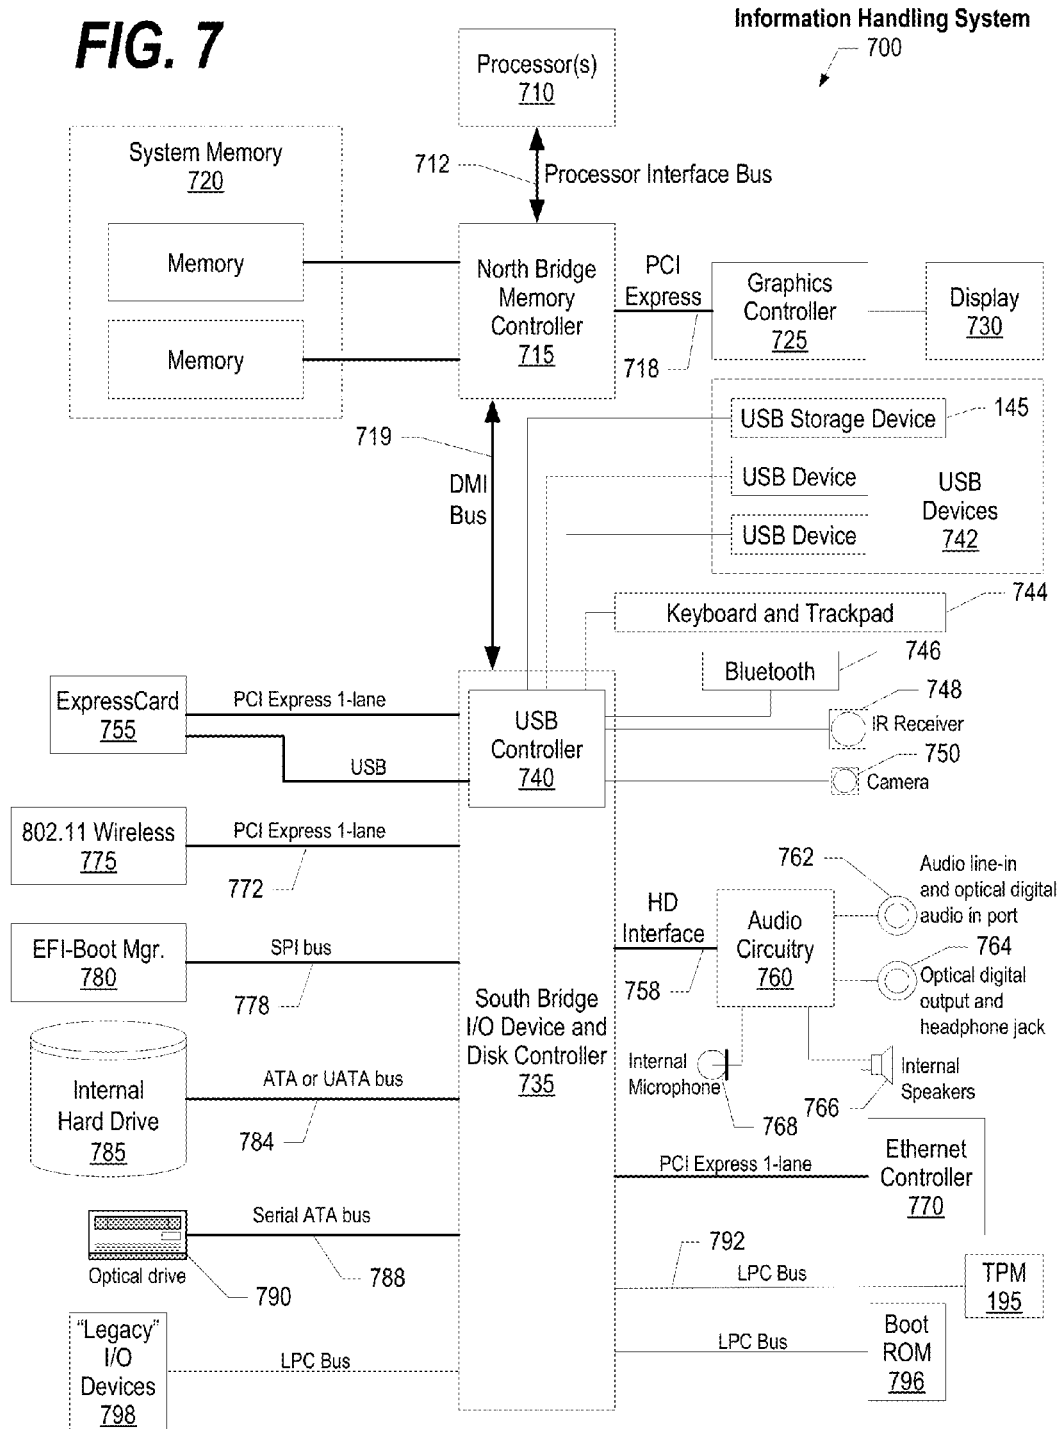 FIG. 7
Information Handling System
700
Processor(s)
710
712
Processor Interface Bus
System Memory
720
Memory
Memory
North Bridge
Memory
Controller
715
PCI
Express
718
Graphics
Controller
725
Display
730
719
DMI
Bus
USB Storage Device
145
USB Device
USB Device
USB
Devices
742
744
Keyboard and Trackpad
746
Bluetooth
748
IR Receiver
750
Camera
ExpressCard
755
PCI Express 1-lane
USB
USB
Controller
740
802.11 Wireless
775
PCI Express 1-lane
772
EFI-Boot Mgr.
780
SPI bus
778
Internal
Hard Drive
785
ATA or UATA bus
784
South Bridge
I/O Device and
Disk Controller
735
HD
Interface
758
Audio
Circuitry
760
762
Audio line-in
and optical digital
audio in port
764
Optical digital
output and
headphone jack
Internal
Microphone
768
766
Internal
Speakers
PCI Express 1-lane
Ethernet
Controller
770
Serial ATA bus
788
Optical drive
790
792
LPC Bus
TPM
195
"Legacy"
I/O
Devices
798
LPC Bus
LPC Bus
Boot
ROM
796